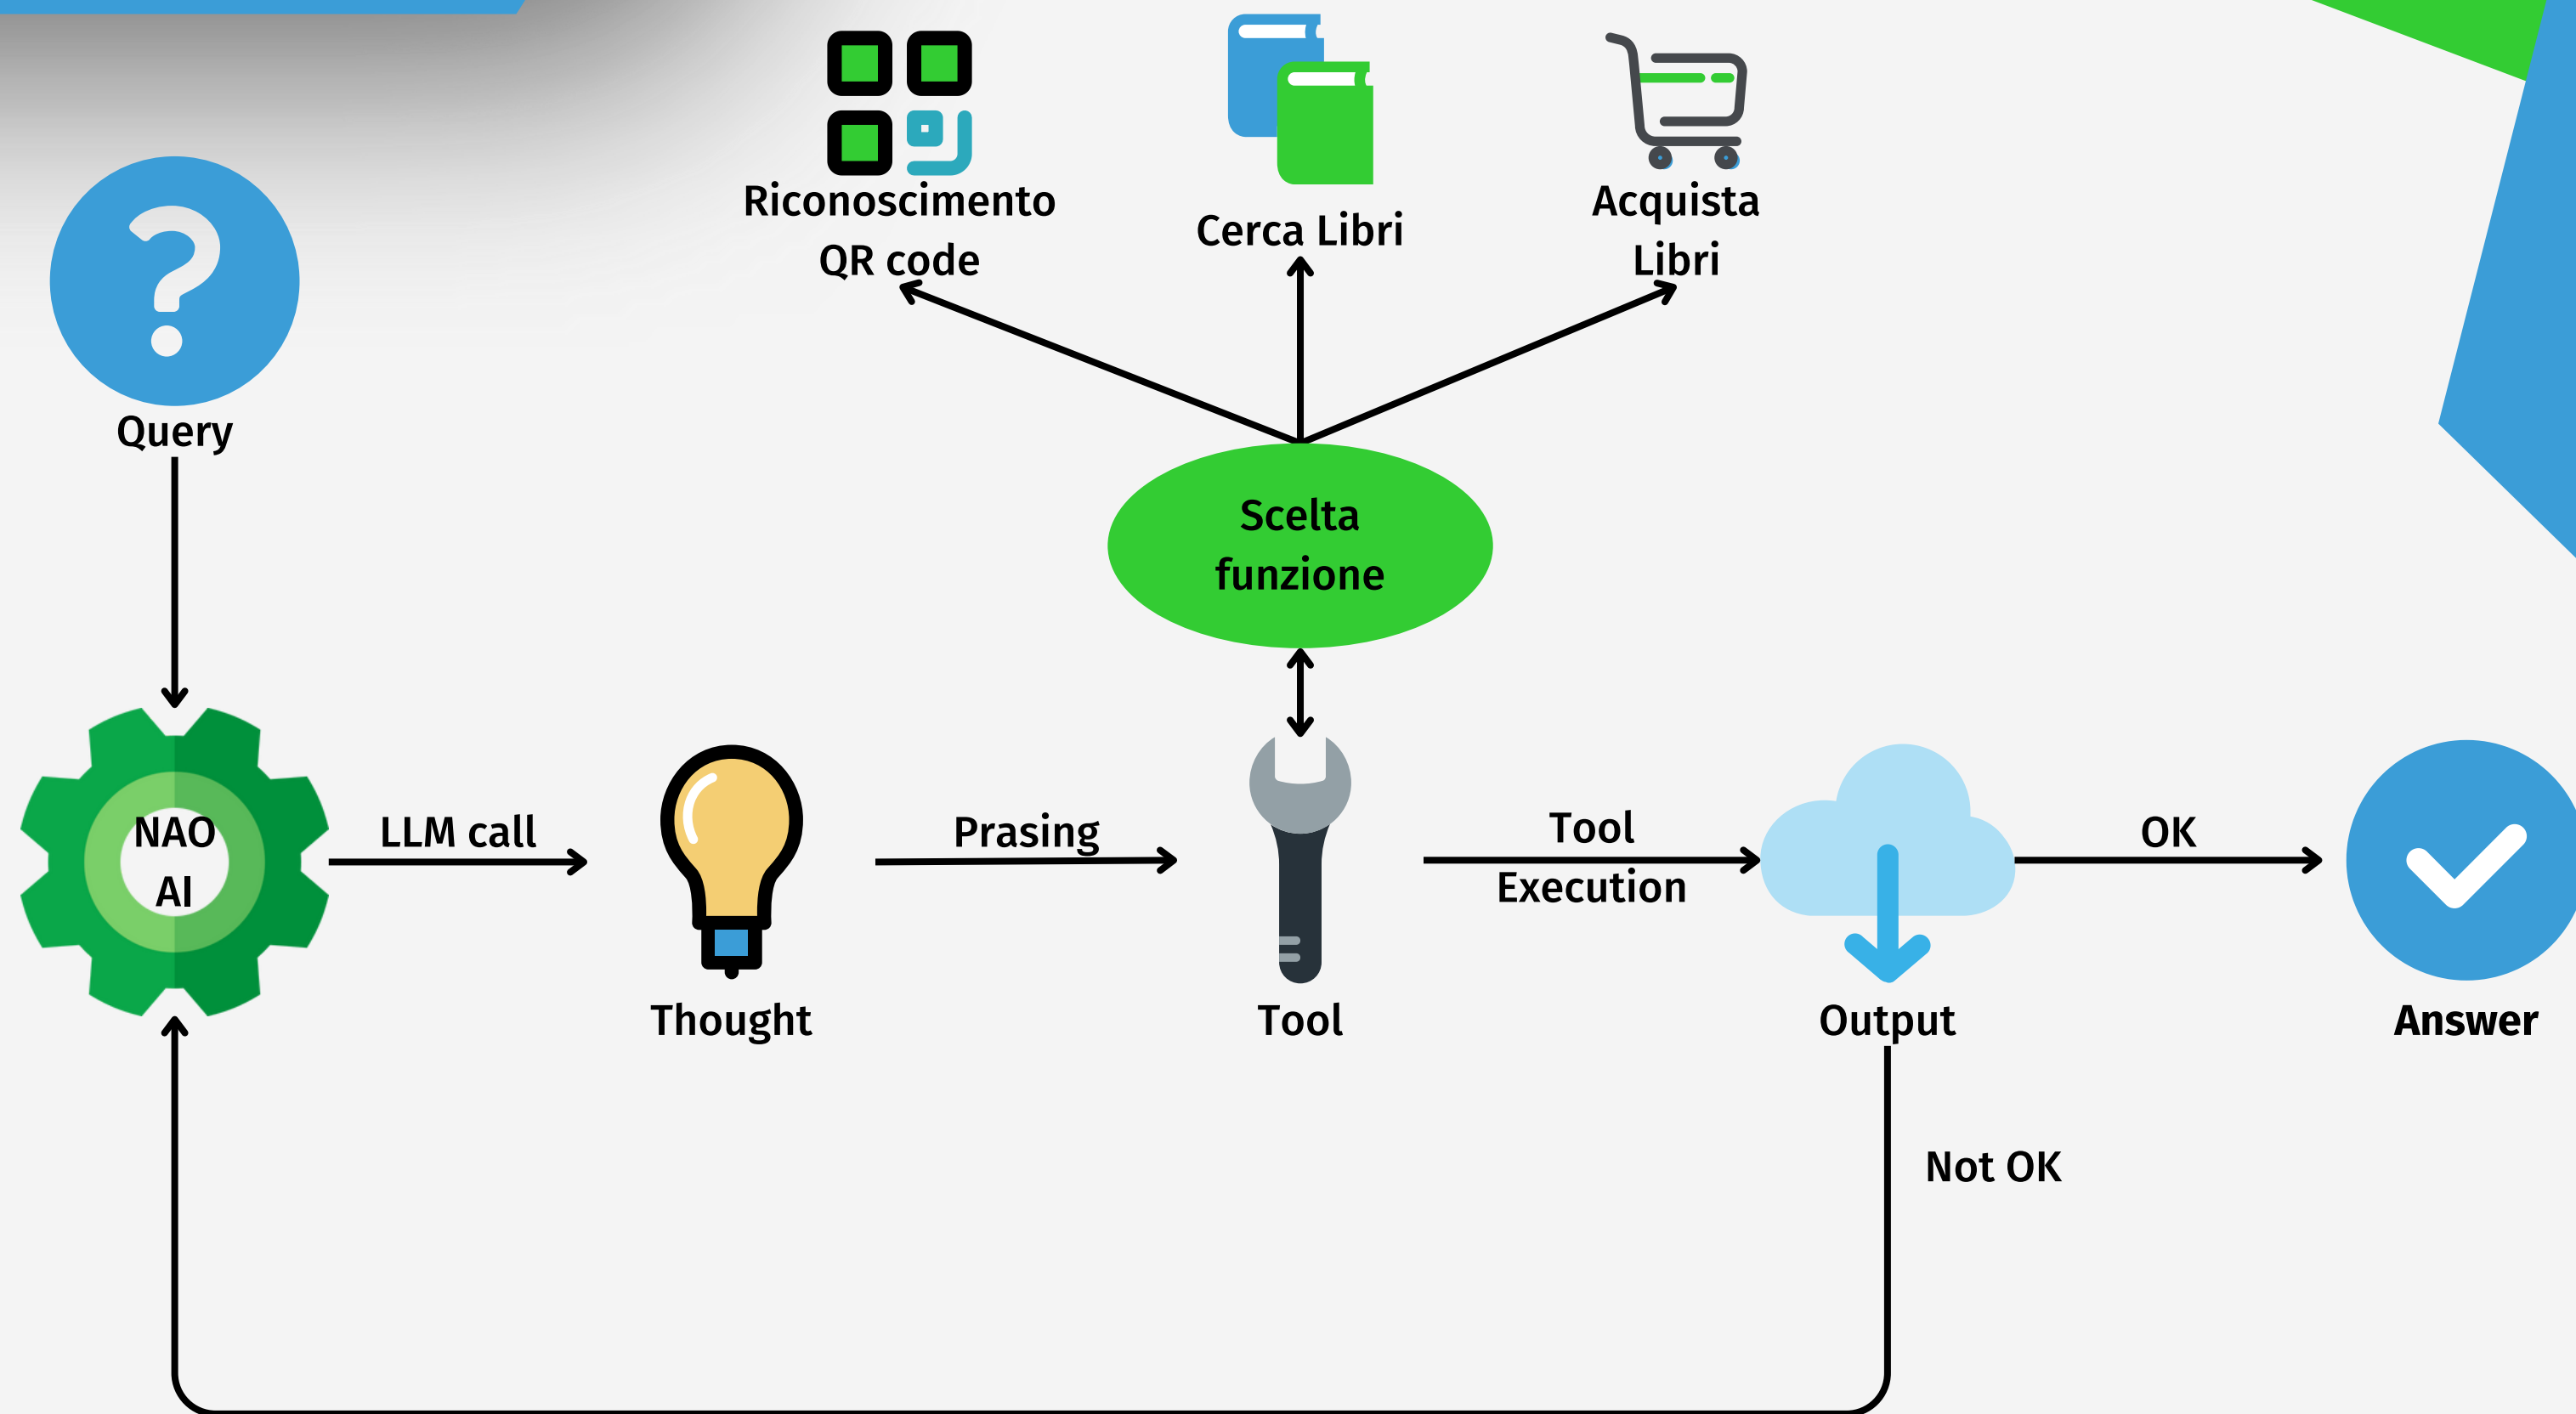 Riconoscimento
QR code
Cerca Libri
Acquista
Libri
Query
Scelta
funzione
NAO
AI
LLM call
Thought
Prasing
Tool
Tool
Execution
Output
OK
Answer
Not OK